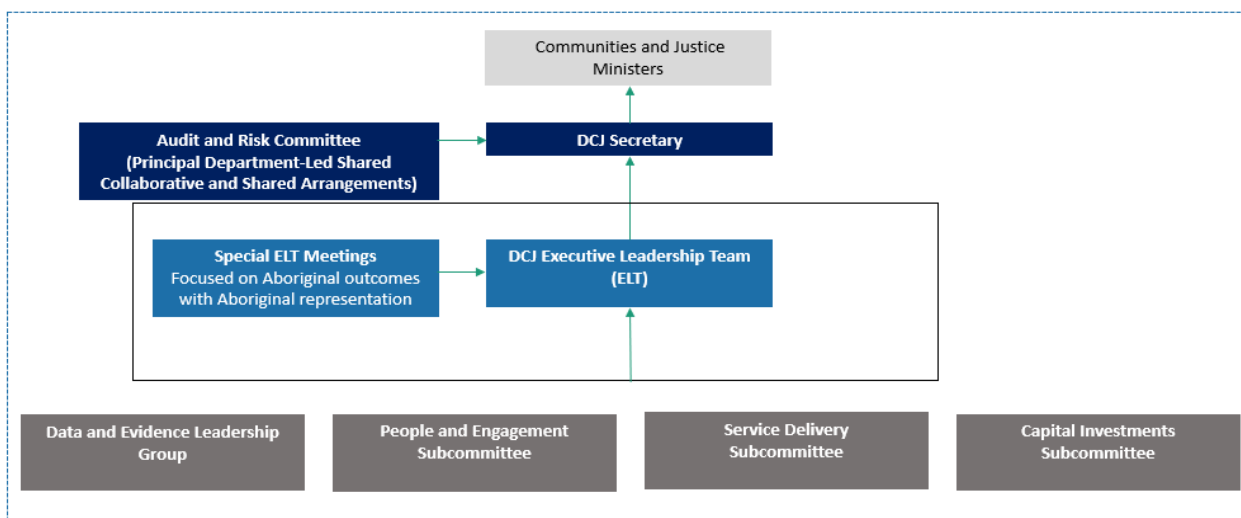 Communities and Justice
Ministers
Audit and Risk Committee
(Principal Department-Led Shared
Collaborative and Shared Arrangements)
DCJ Secretary
Special ELT Meetings
Focused on Aboriginal outcomes
with Aboriginal representation
DCJ Executive Leadership Team
(ELT)
Data and Evidence Leadership
Group
People and Engagement
Subcommittee
Service Delivery
Subcommittee
Capital Investments
Subcommittee